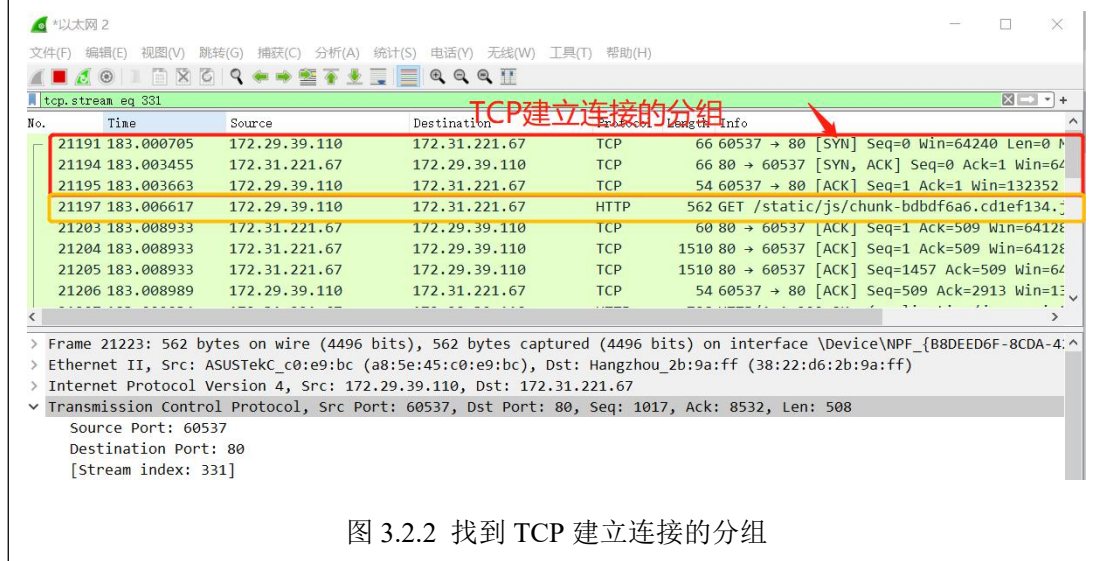 *以太网 2
文件(F) 编辑(E) 视图(V) 跳转(G) 捕获(C) 分析(A) 统计(S) 电话(Y) 无线(W) 工具(T) 帮助(H)
tcp.stream eq 331
TCP建立连接的分组
No. Time Source Destination Protocol Length Info
21191 183.000705 172.29.39.110 172.31.221.67 TCP 66 60537 → 80 [SYN] Seq=0 Win=64240 Len=0 M
21194 183.003455 172.31.221.67 172.29.39.110 TCP 66 80 → 60537 [SYN, ACK] Seq=0 Ack=1 Win=64
21195 183.003663 172.29.39.110 172.31.221.67 TCP 54 60537 → 80 [ACK] Seq=1 Ack=1 Win=132352
21197 183.006617 172.29.39.110 172.31.221.67 HTTP 562 GET /static/js/chunk-bdbdf6a6.cd1ef134.j
21203 183.008933 172.31.221.67 172.29.39.110 TCP 60 80 → 60537 [ACK] Seq=1 Ack=509 Win=64128
21204 183.008933 172.31.221.67 172.29.39.110 TCP 1510 80 → 60537 [ACK] Seq=1 Ack=509 Win=64128
21205 183.008933 172.31.221.67 172.29.39.110 TCP 1510 80 → 60537 [ACK] Seq=1457 Ack=509 Win=64
21206 183.008989 172.29.39.110 172.31.221.67 TCP 54 60537 → 80 [ACK] Seq=509 Ack=2913 Win=13
Frame 21223: 562 bytes on wire (4496 bits), 562 bytes captured (4496 bits) on interface \Device\NPF_{B8DEED6F-8CDA-4
Ethernet II, Src: ASUSTekC_c0:e9:bc (a8:5e:45:c0:e9:bc), Dst: Hangzhou_2b:9a:ff (38:22:d6:2b:9a:ff)
Internet Protocol Version 4, Src: 172.29.39.110, Dst: 172.31.221.67
Transmission Control Protocol, Src Port: 60537, Dst Port: 80, Seq: 1017, Ack: 8532, Len: 508
Source Port: 60537
Destination Port: 80
[Stream index: 331]
图 3.2.2 找到 TCP 建立连接的分组